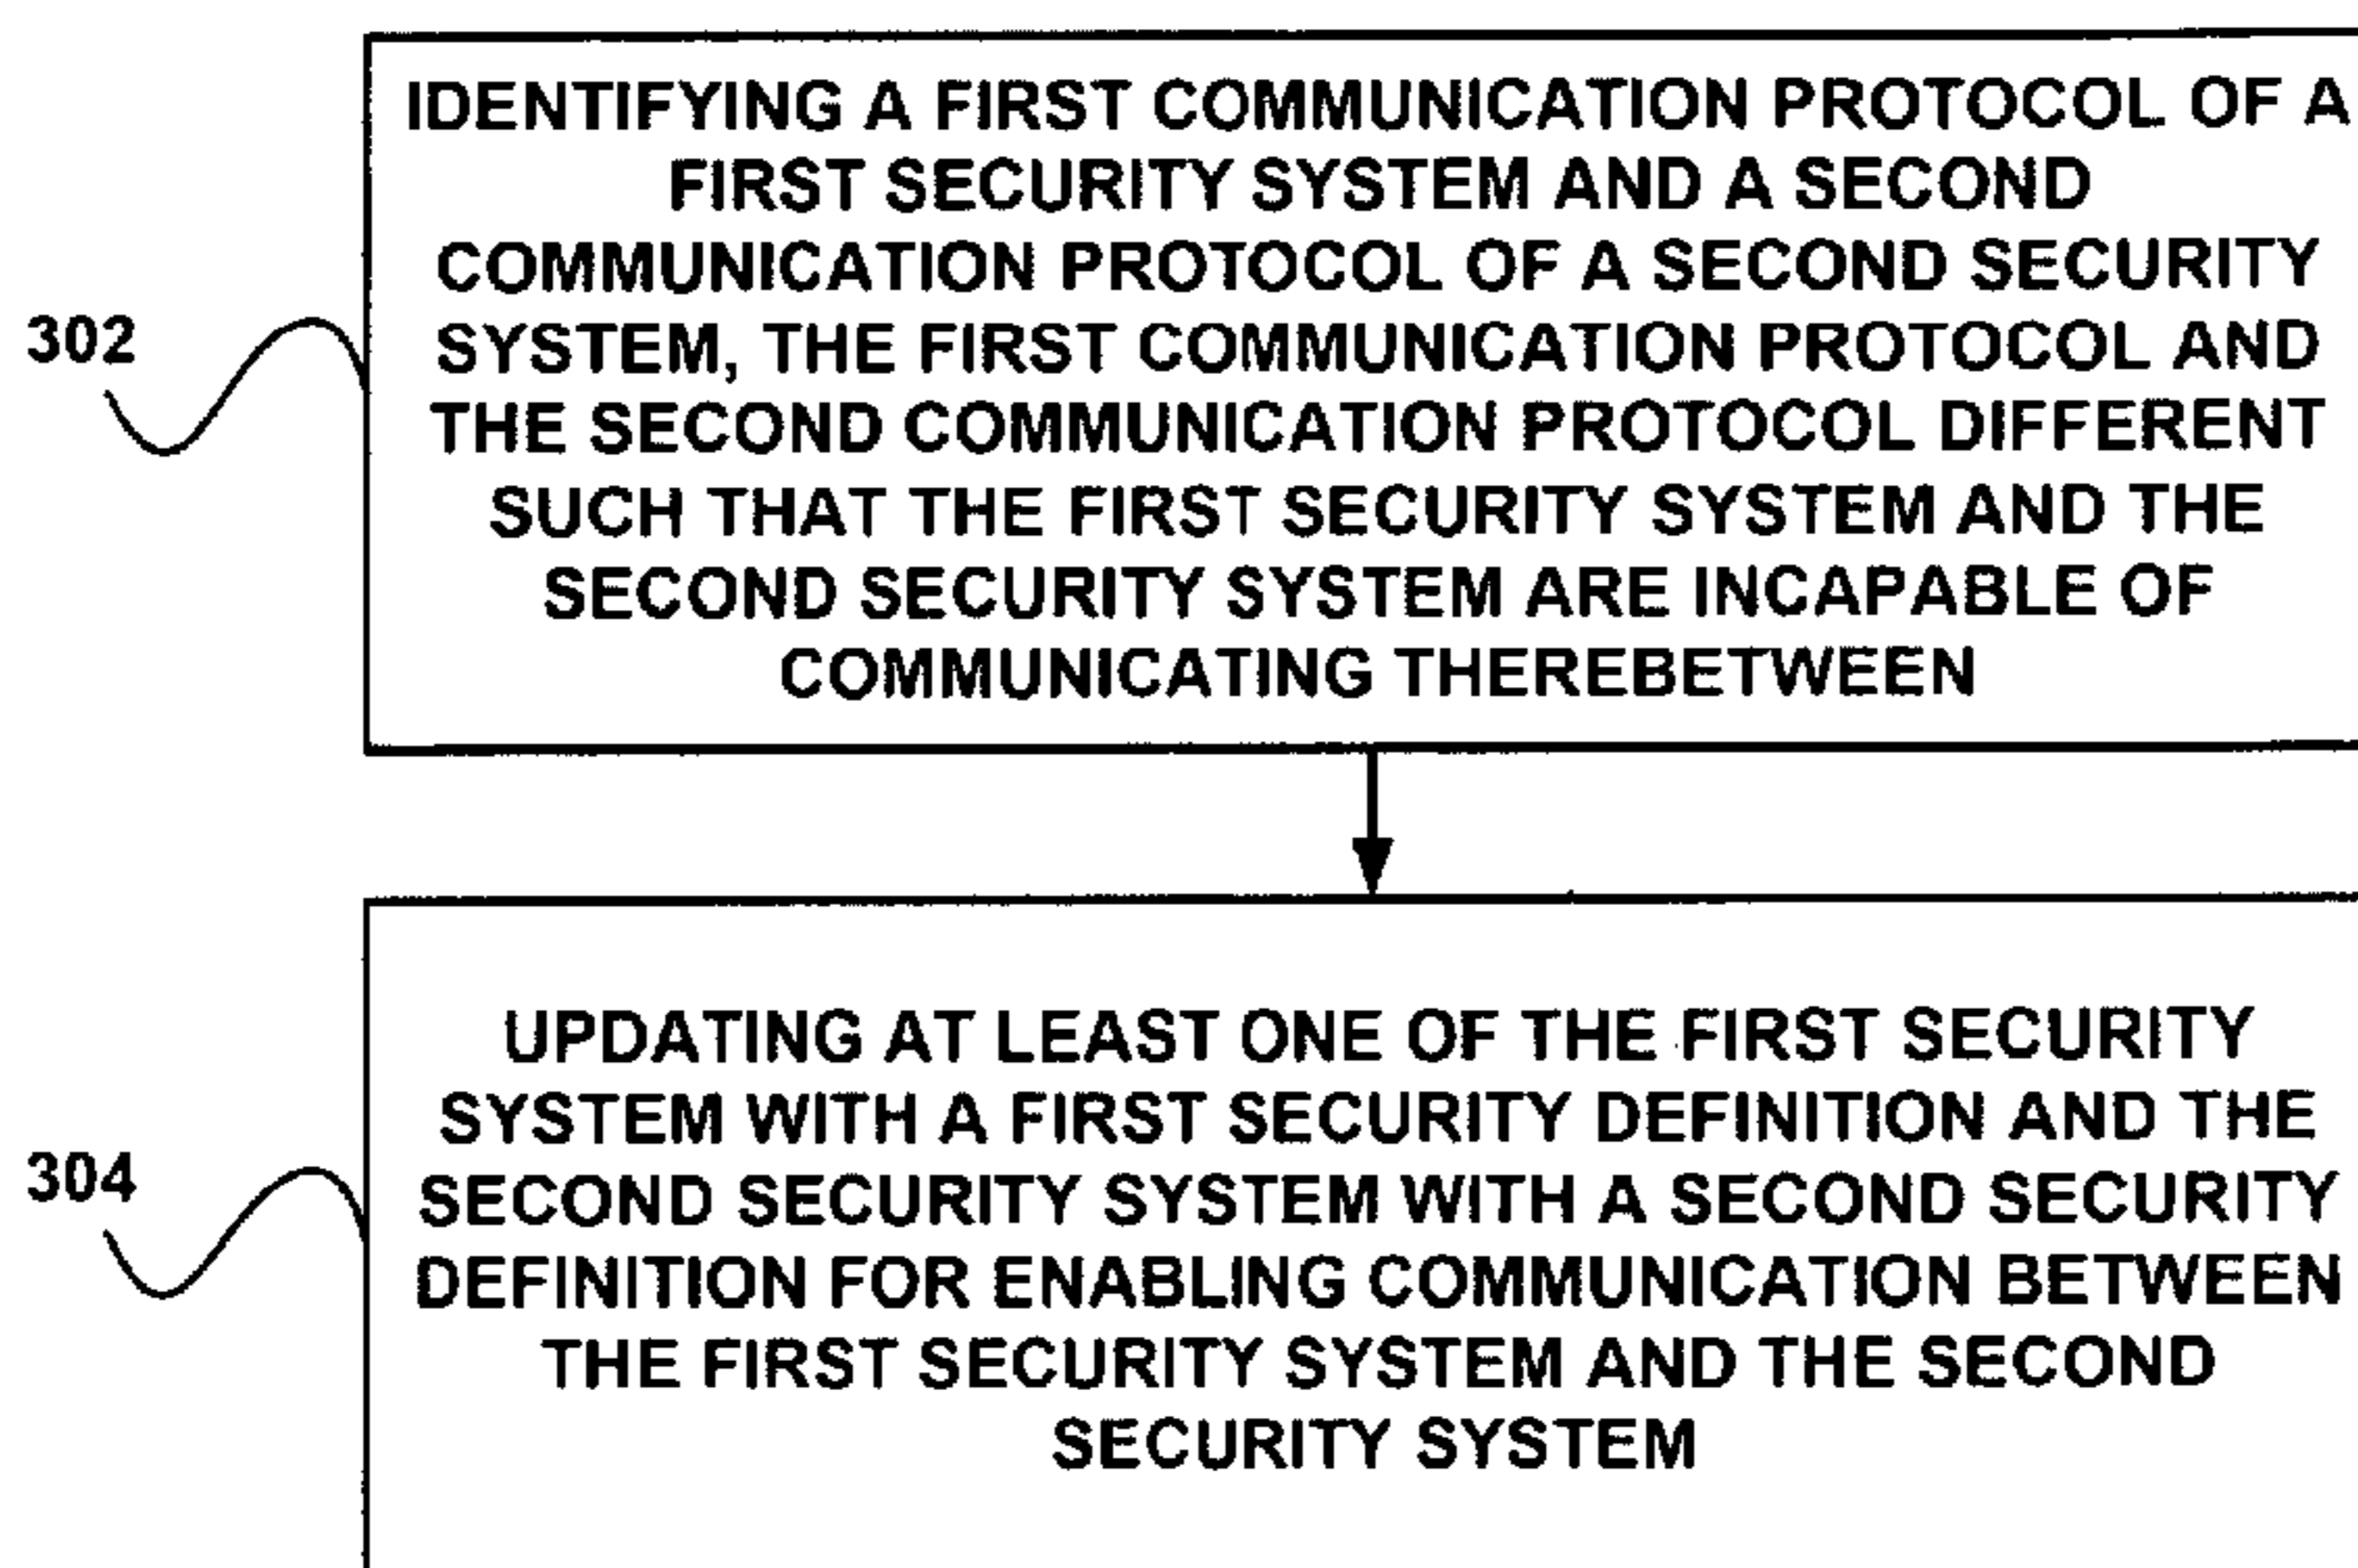 IDENTIFYING A FIRST COMMUNICATION PROTOCOL OF A
FIRST SECURITY SYSTEM AND A SECOND
COMMUNICATION PROTOCOL OF A SECOND SECURITY
302
SYSTEM, THE FIRST COMMUNICATION PROTOCOL AND
THE SECOND COMMUNICATION PROTOCOL DIFFERENT
SUCH THAT THE FIRST SECURITY SYSTEM AND THE
SECOND SECURITY SYSTEM ARE INCAPABLE OF
COMMUNICATING THEREBETWEEN
UPDATING AT LEAST ONE OF THE FIRST SECURITY
SYSTEM WITH A FIRST SECURITY DEFINITION AND THE
304
SECOND SECURITY SYSTEM WITH A SECOND SECURITY
DEFINITION FOR ENABLING COMMUNICATION BETWEEN
THE FIRST SECURITY SYSTEM AND THE SECOND
SECURITY SYSTEM